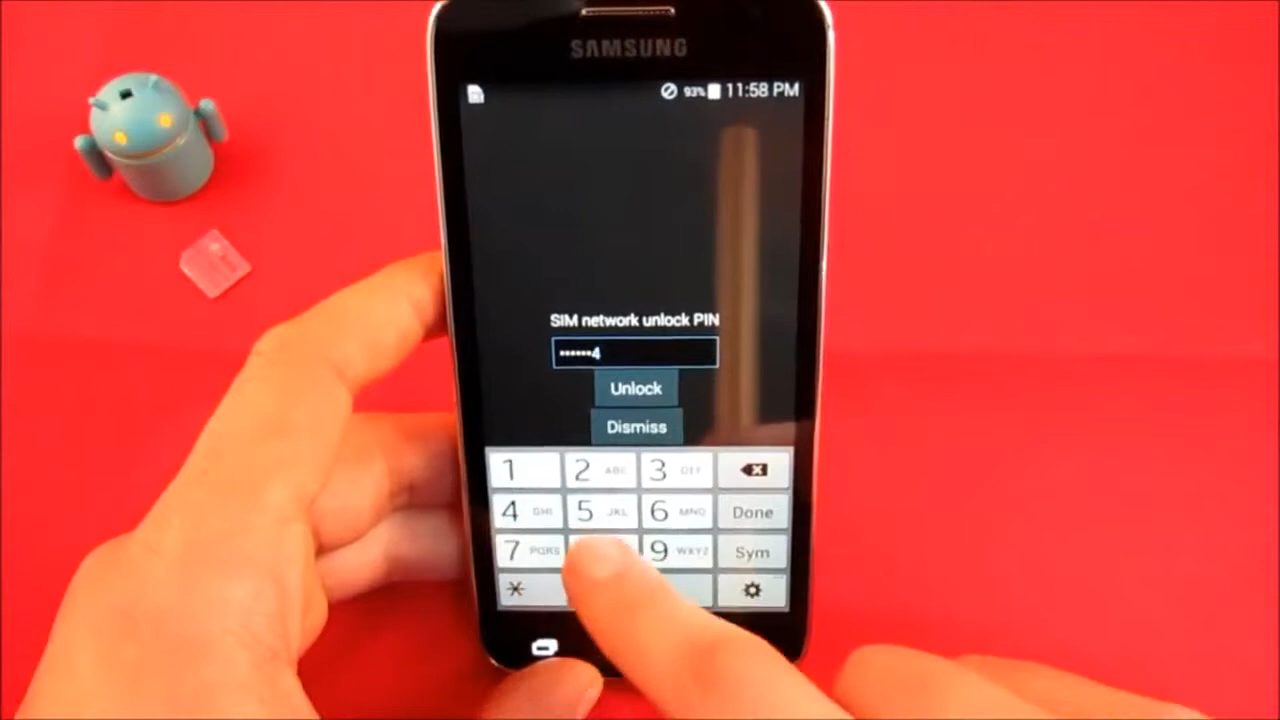 SAMSUNG
93% 11:58 PM
SIM network unlock PIN
••••••4
Unlock
Dismiss
1 2 ABC 3 DEF
4 GHI 5 JKL 6 MNO Done
7 PQRS 9 WXYZ Sym
*